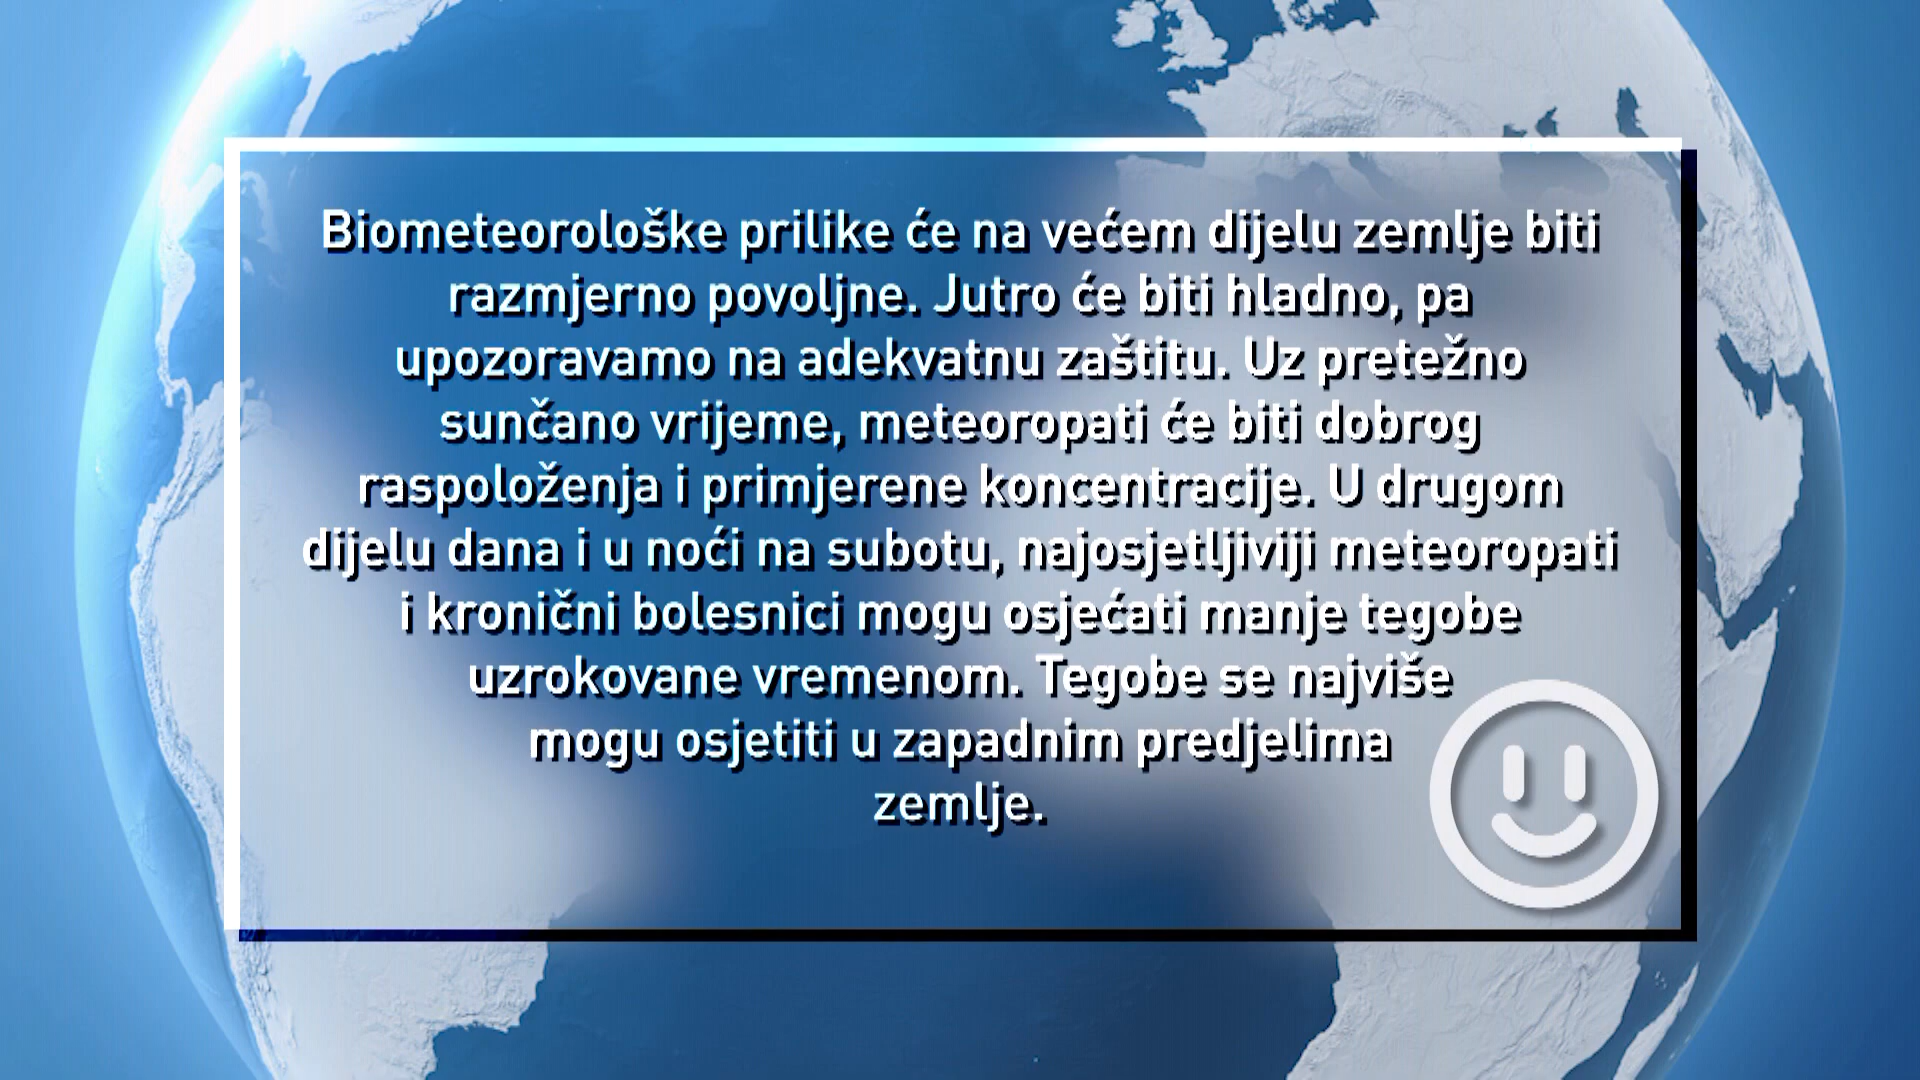 Biometeorološke prilike će na većem dijelu zemlje biti
razmjerno povoljne. Jutro će biti hladno, pa
upozoravamo na adekvatnu zaštitu. Uz pretežno
sunčano vrijeme, meteoropati će biti dobrog
raspoloženja i primjerene koncentracije. U drugom
dijelu dana i u noći na subotu, najosjetljiviji meteoropati
i kronični bolesnici mogu osjećati manje tegobe
uzrokovane vremenom. Tegobe se najviše
mogu osjetiti u zapadnim predjelima
zemlje.